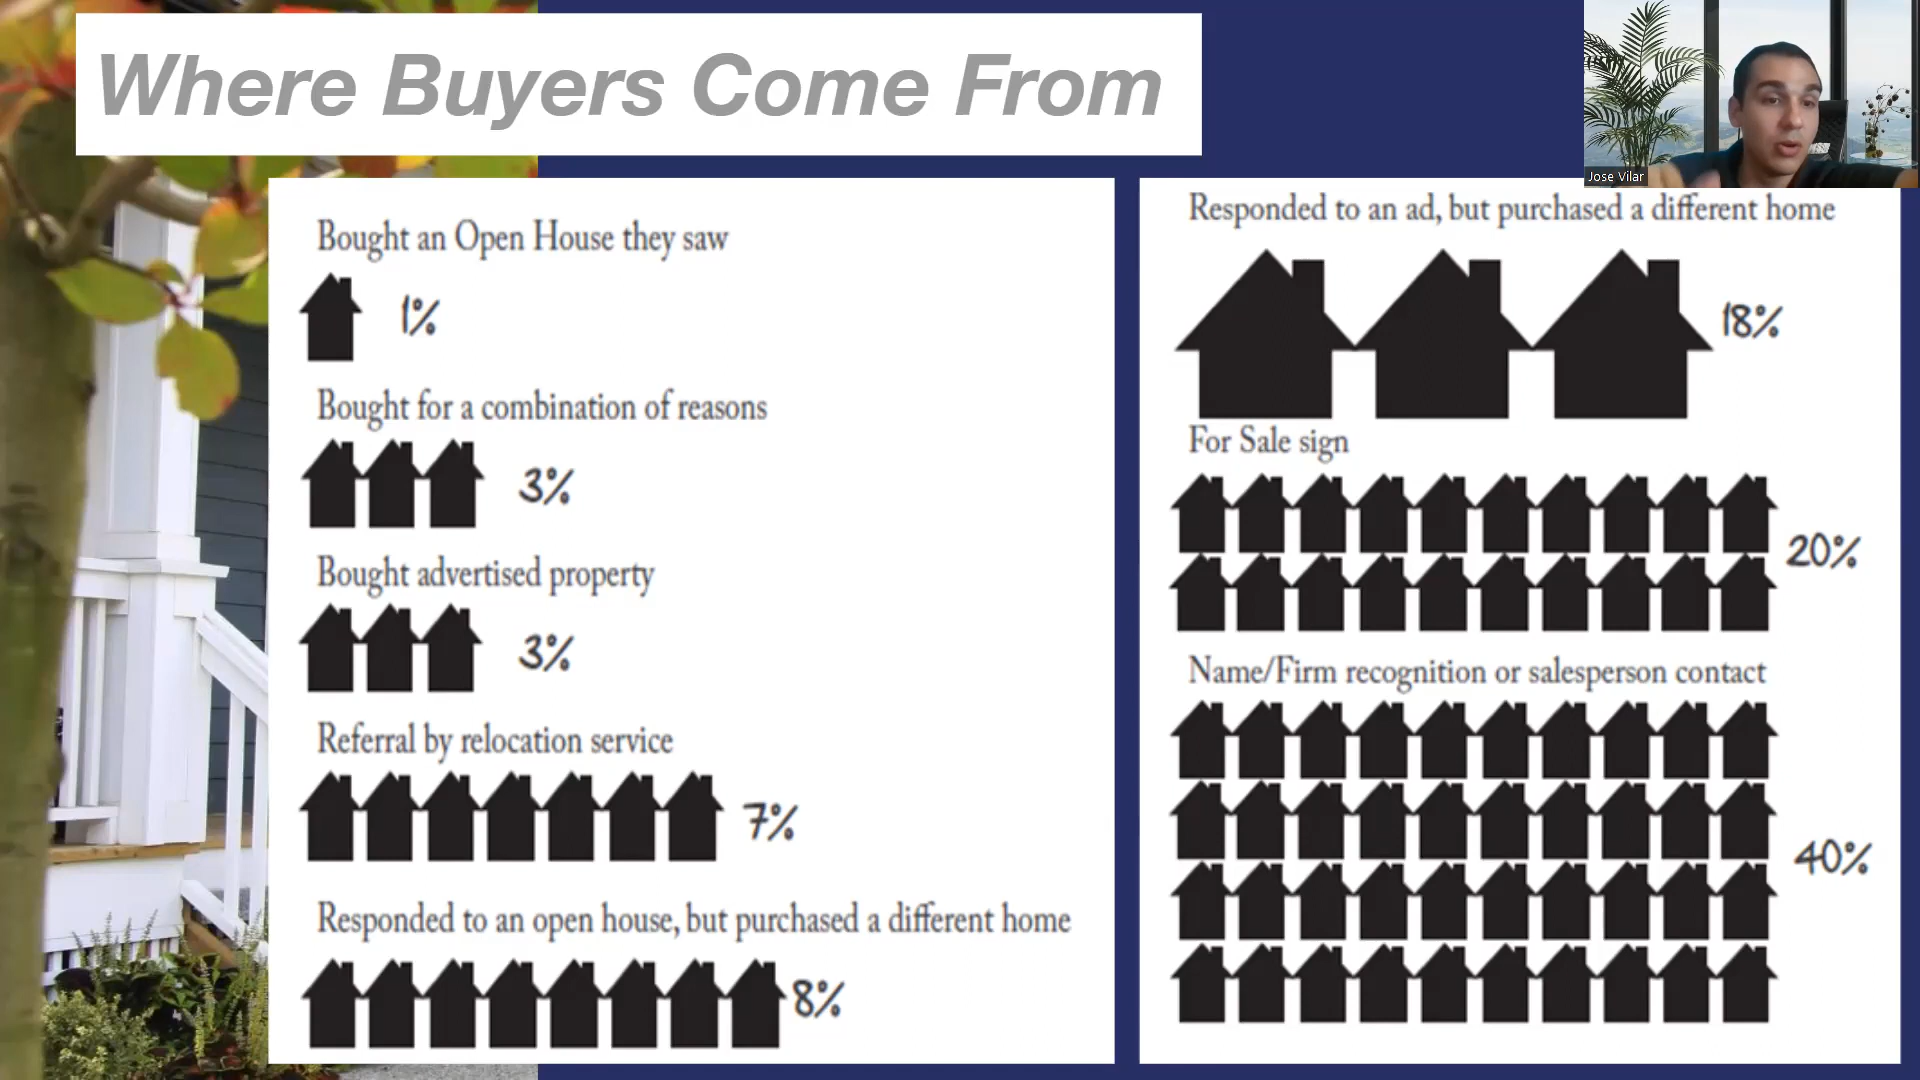 Where Buyers Come From
Jose Vilar
Bought an Open House they saw
1%
Bought for a combination of reasons
3%
Bought advertised property
3%
Referral by relocation service
7%
Responded to an open house, but purchased a different home
8%
Responded to an ad, but purchased a different home
18%
For Sale sign
20%
Name/Firm recognition or salesperson contact
40%